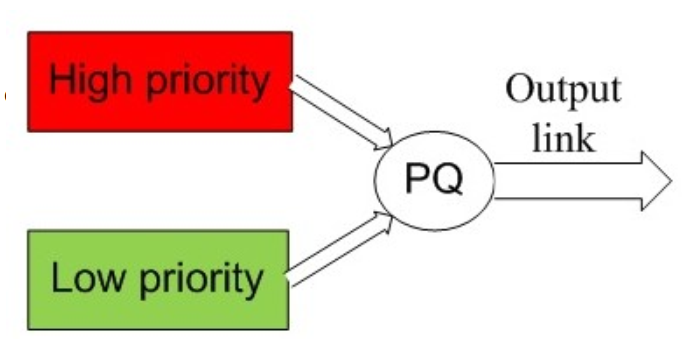 High priority
Output
link
PQ
Low priority